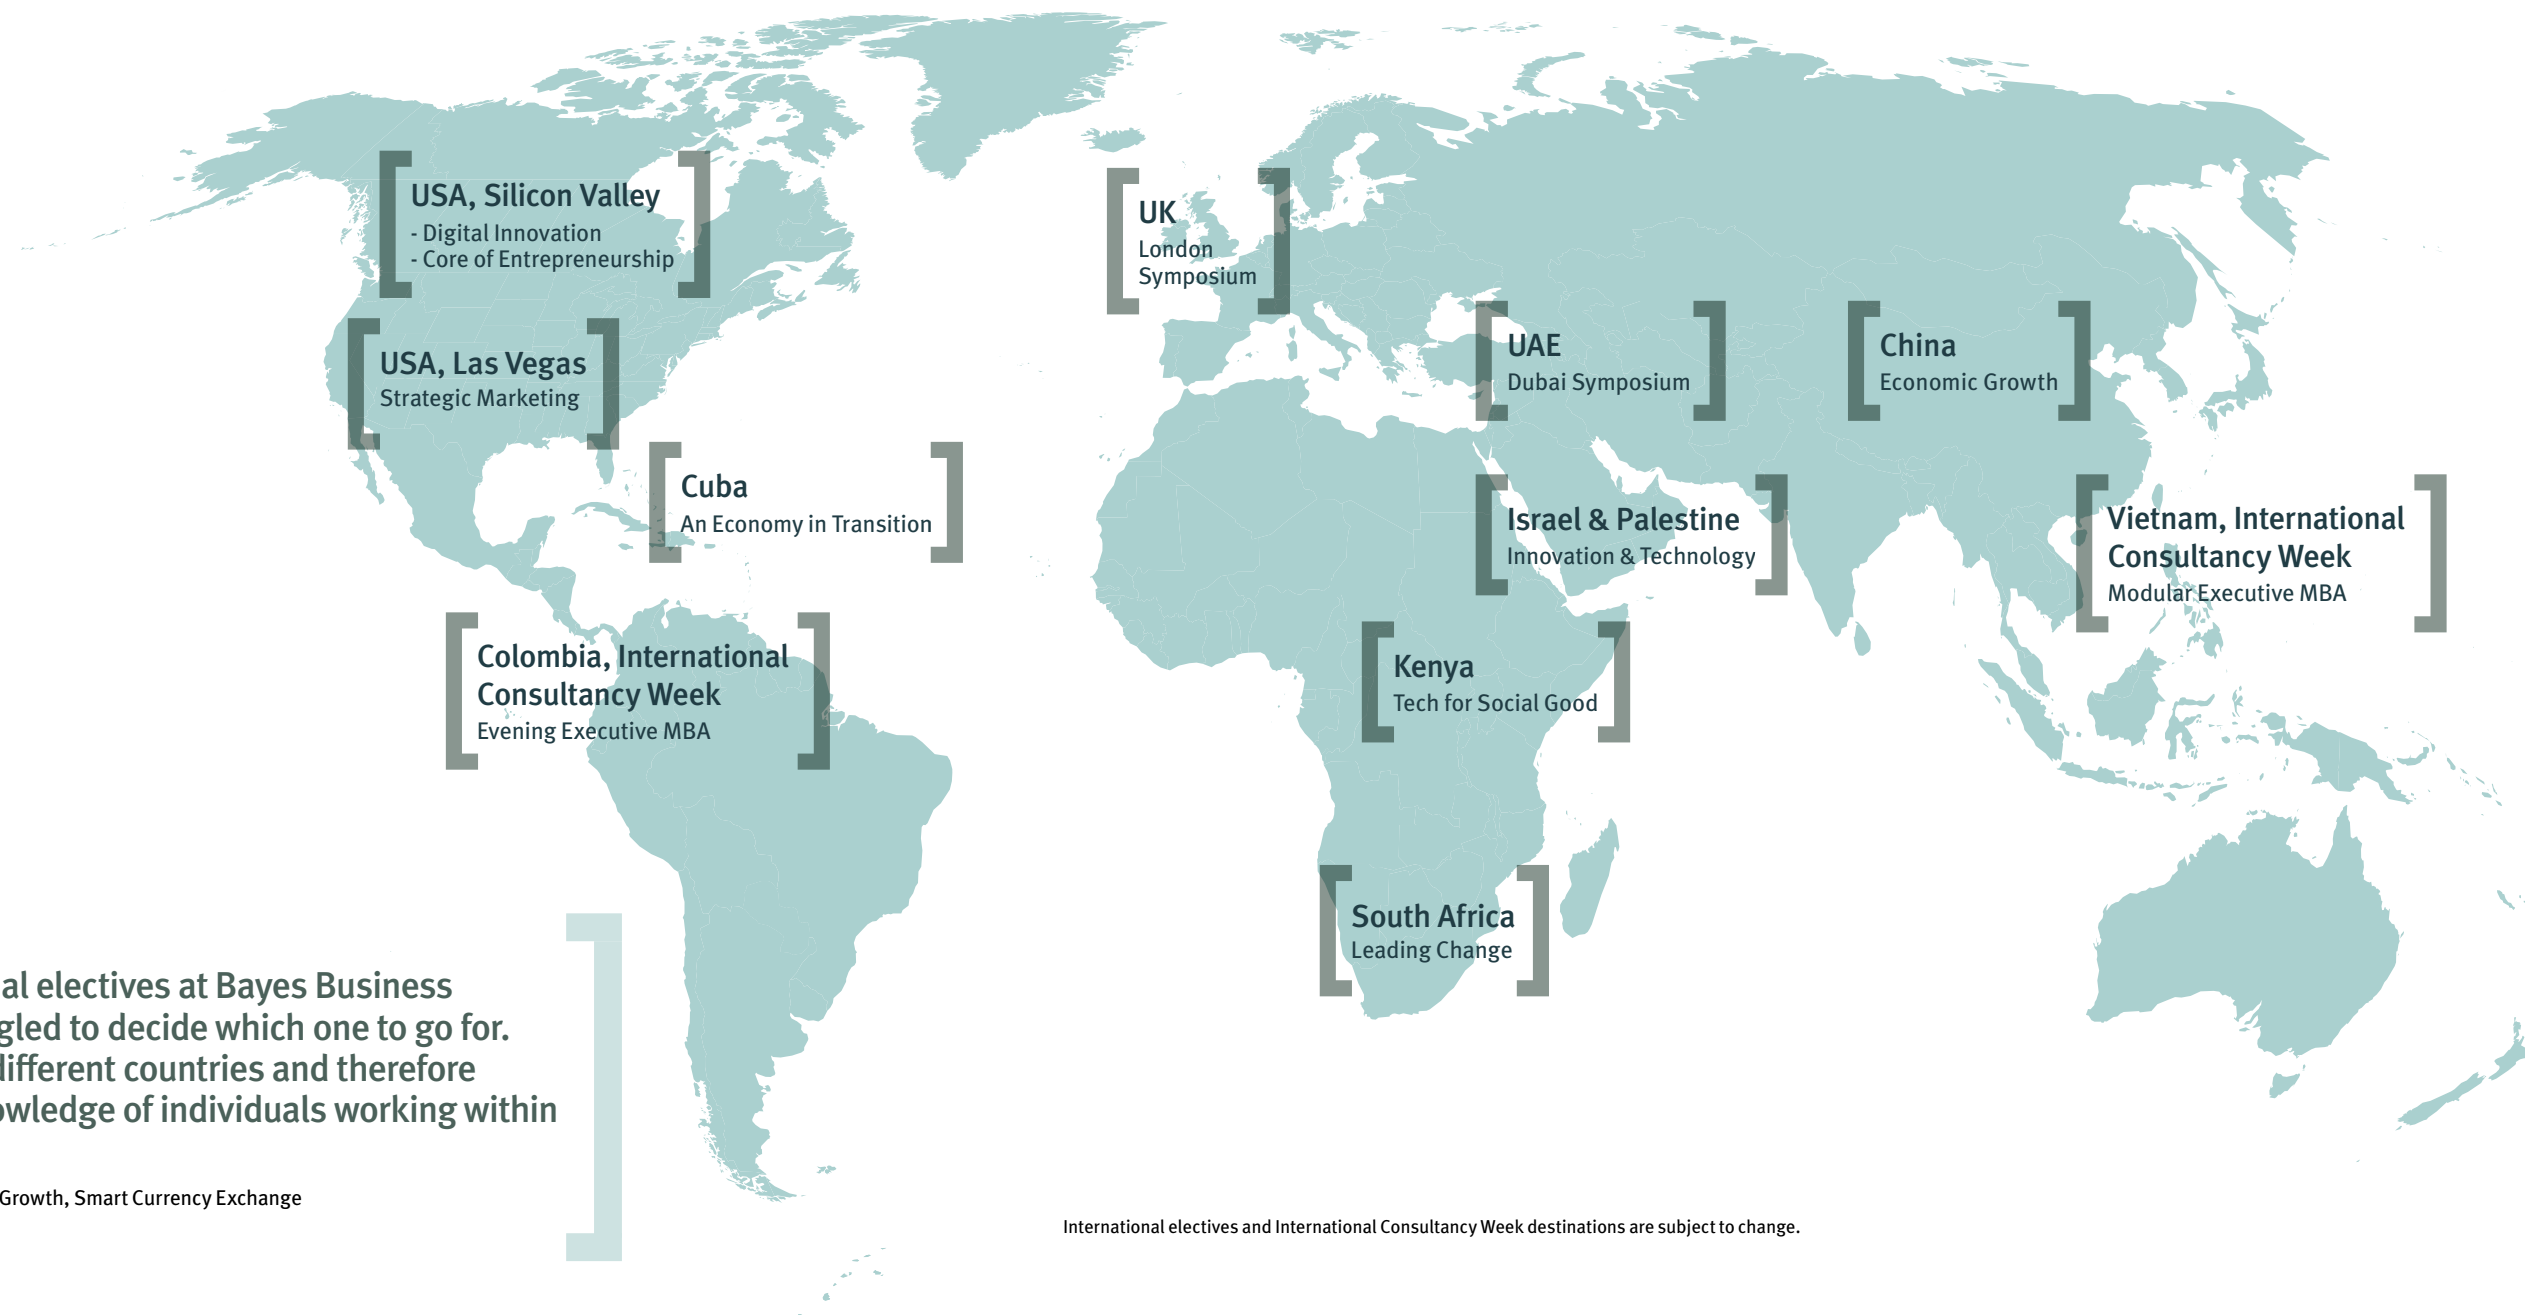 USA, Silicon Valley
- Digital Innovation
- Core of Entrepreneurship
UK
London
Symposium
USA, Las Vegas
Strategic Marketing
UAE
Dubai Symposium
China
Economic Growth
Cuba
An Economy in Transition
Israel & Palestine
Innovation & Technology
Vietnam, International
Consultancy Week
Modular Executive MBA
Colombia, International
Consultancy Week
Evening Executive MBA
Kenya
Tech for Social Good
South Africa
Leading Change
al electives at Bayes Business
gled to decide which one to go for.
different countries and therefore
owledge of individuals working within
Growth, Smart Currency Exchange
International electives and International Consultancy Week destinations are subject to change.